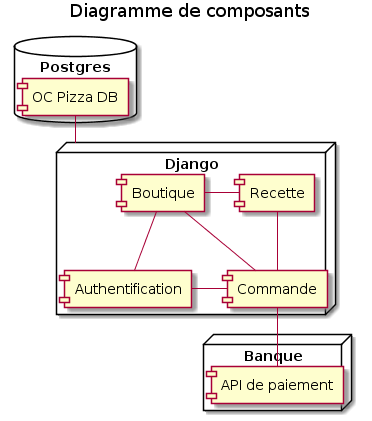 Diagramme de composants
Postgres
OC Pizza DB
Django
Boutique
Recette
Authentification
Commande
Banque
API de paiement